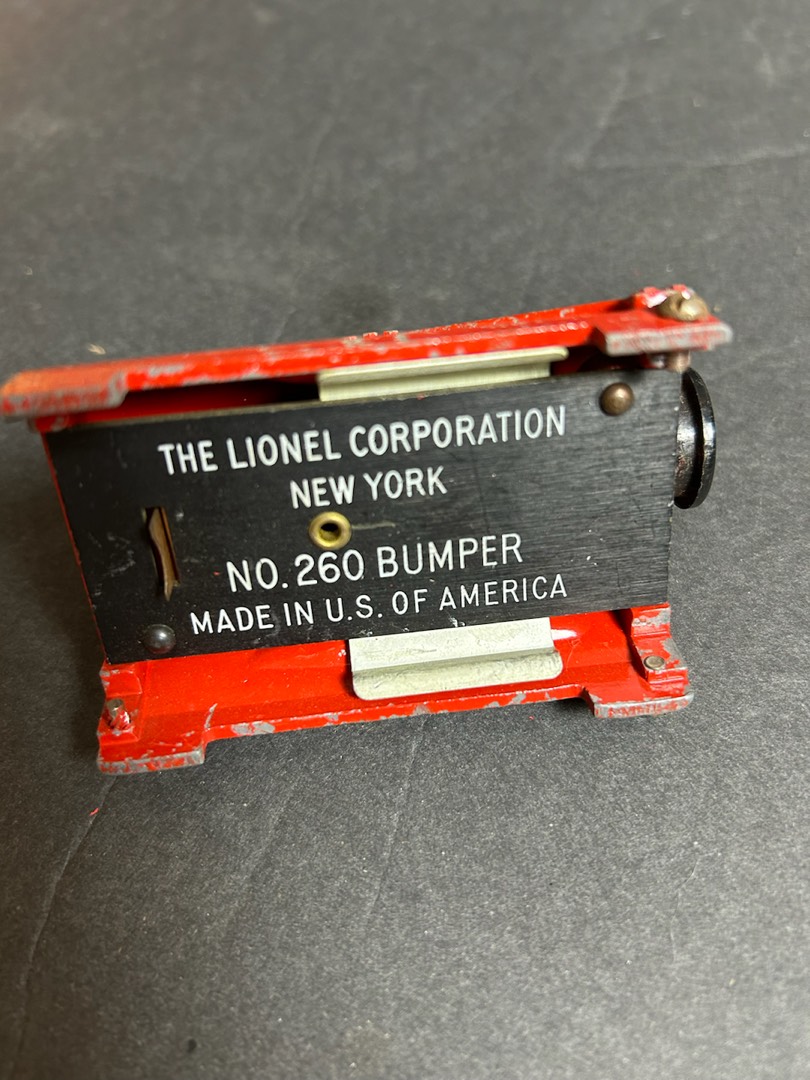 THE LIONEL CORPORATION
NEW YORK
NO. 260 BUMPER
MADE IN U.S. OF AMERICA